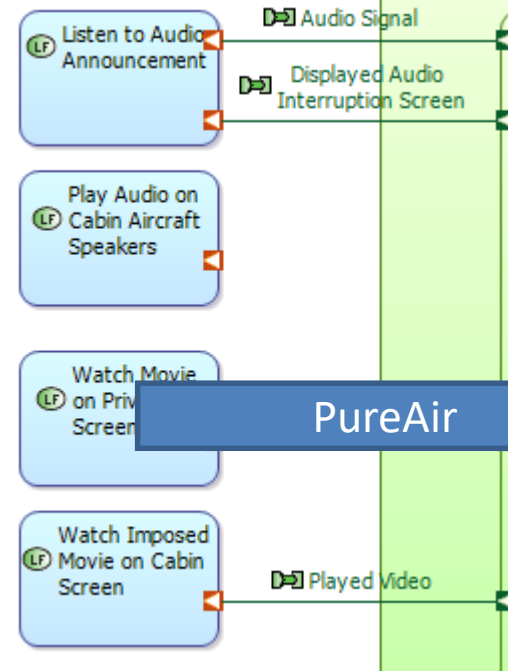 LF
Listen to Audio
Announcement
Audio Signal
Displayed Audio
Interruption Screen
LF
Play Audio on
Cabin Aircraft
Speakers
LF
Watch Movie
on Priv
Screen
PureAir
LF
Watch Imposed
Movie on Cabin
Screen
Played Video